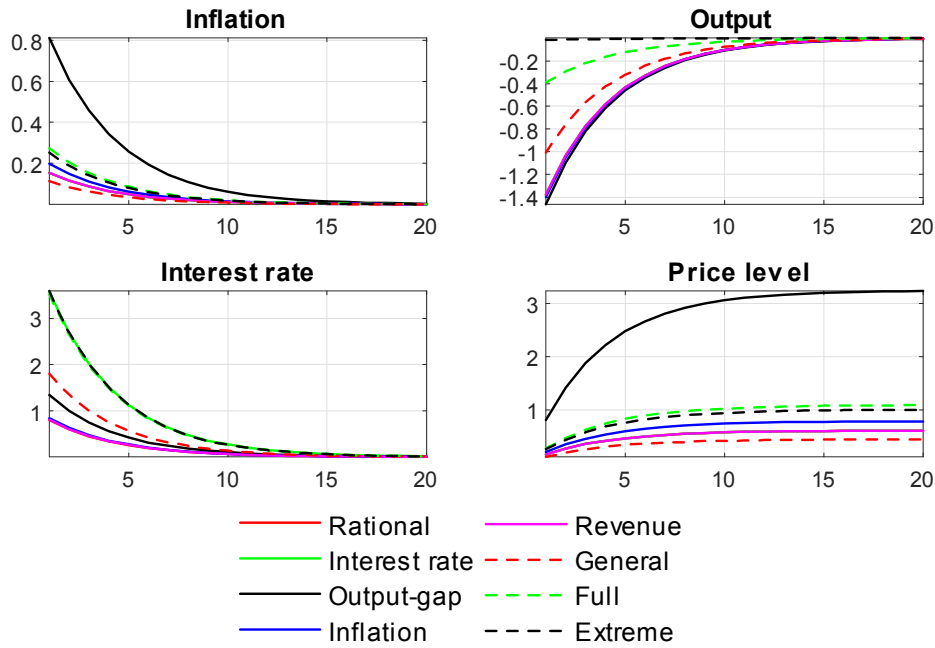 Inflation
0.8
0.6
0.4
0.2
5
10
15
20
Output
-0.2
-0.4
-0.6
-0.8
-1
-1.2
-1.4
5
10
15
20
Interest rate
3
2
1
5
10
15
20
Price level
3
2
1
5
10
15
20
Rational
Interest rate
Output-gap
Inflation
Revenue
General
Full
Extreme